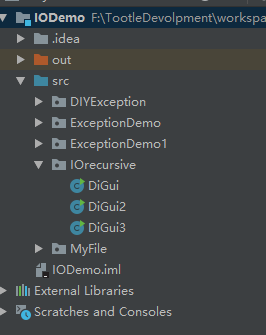 IODemo F:\TootleDevolpment\workspa
.idea
out
src
DIYException
ExceptionDemo
ExceptionDemo1
IOrecursive
DiGui
DiGui2
DiGui3
MyFile
IODemo.iml
External Libraries
Scratches and Consoles